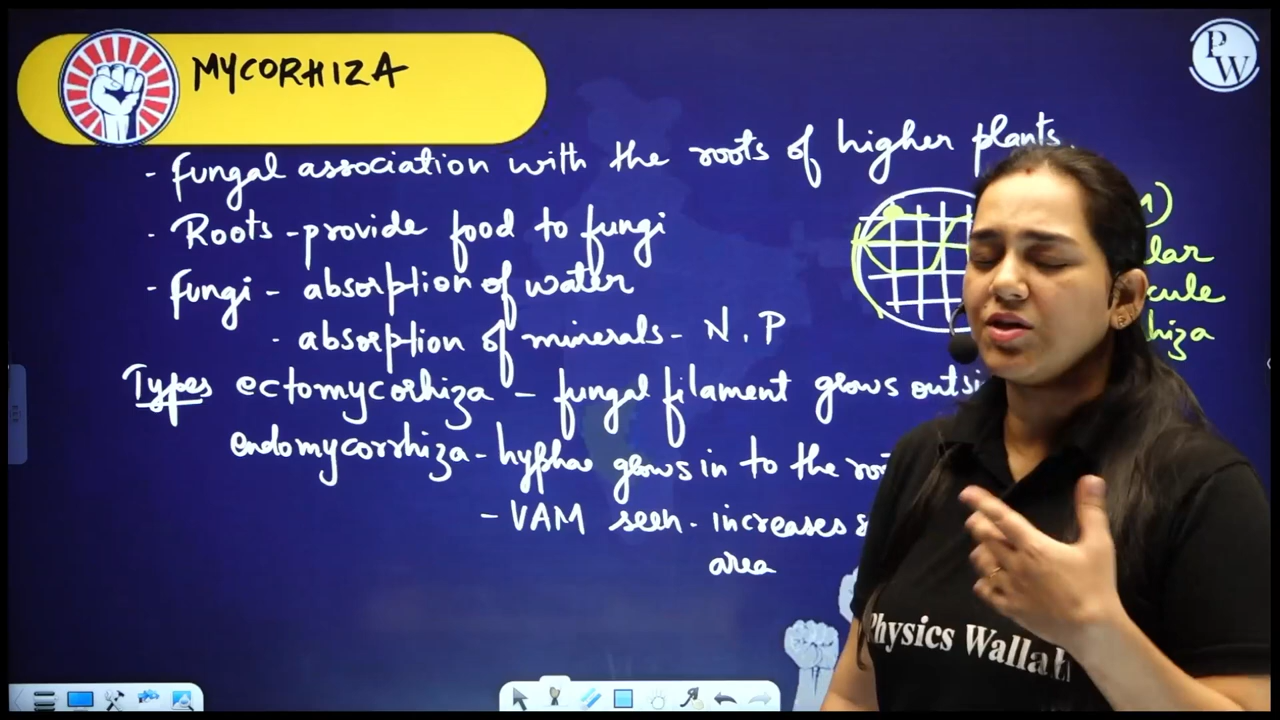 MYCORHIZA
PW
- fungal association with the roots of higher plants.
- Roots - provide food to fungi
- fungi - absorption of water
- absorption of minerals - N, P
Types ectomycorhiza - fungal filament grows outsi
endomycorrhiza - hyphae grows in to the roo
- VAM seen - increases s
area
M)
lar
cule
hiza
Physics Wallah